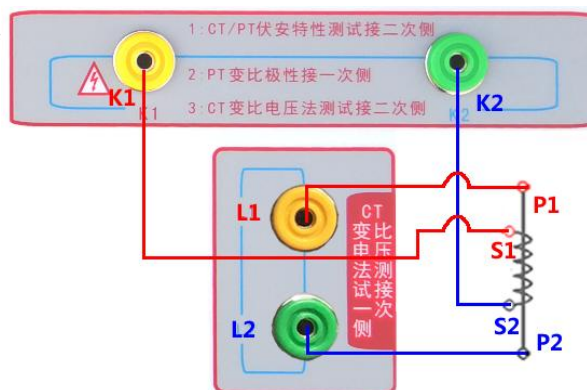 1:CT/PT伏安特性测试接二次侧
2:PT变比极性接一次侧
3:CT变比电压法测试接二次侧
K1
K1
K2
K2
L1
L2
CT
变比
电压
法测
试接
一次
侧
P1
S1
S2
P2